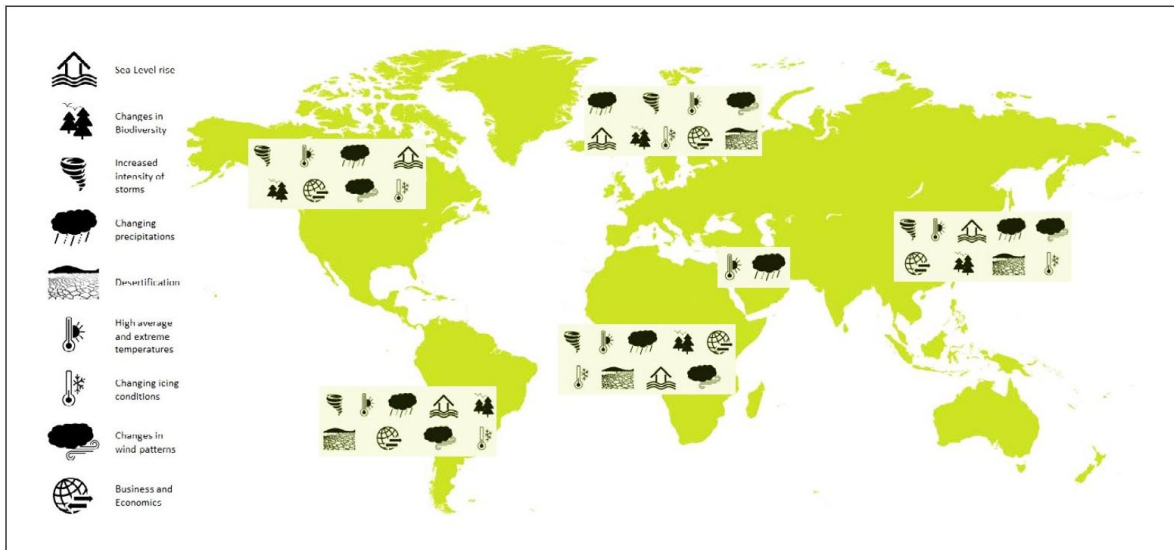 Sea Level rise
Changes in
Biodiversity
Increased
intensity of
storms
Changing
precipitations
Desertification
High average
and extreme
temperatures
Changing icing
conditions
Changes in
wind patterns
Business and
Economics